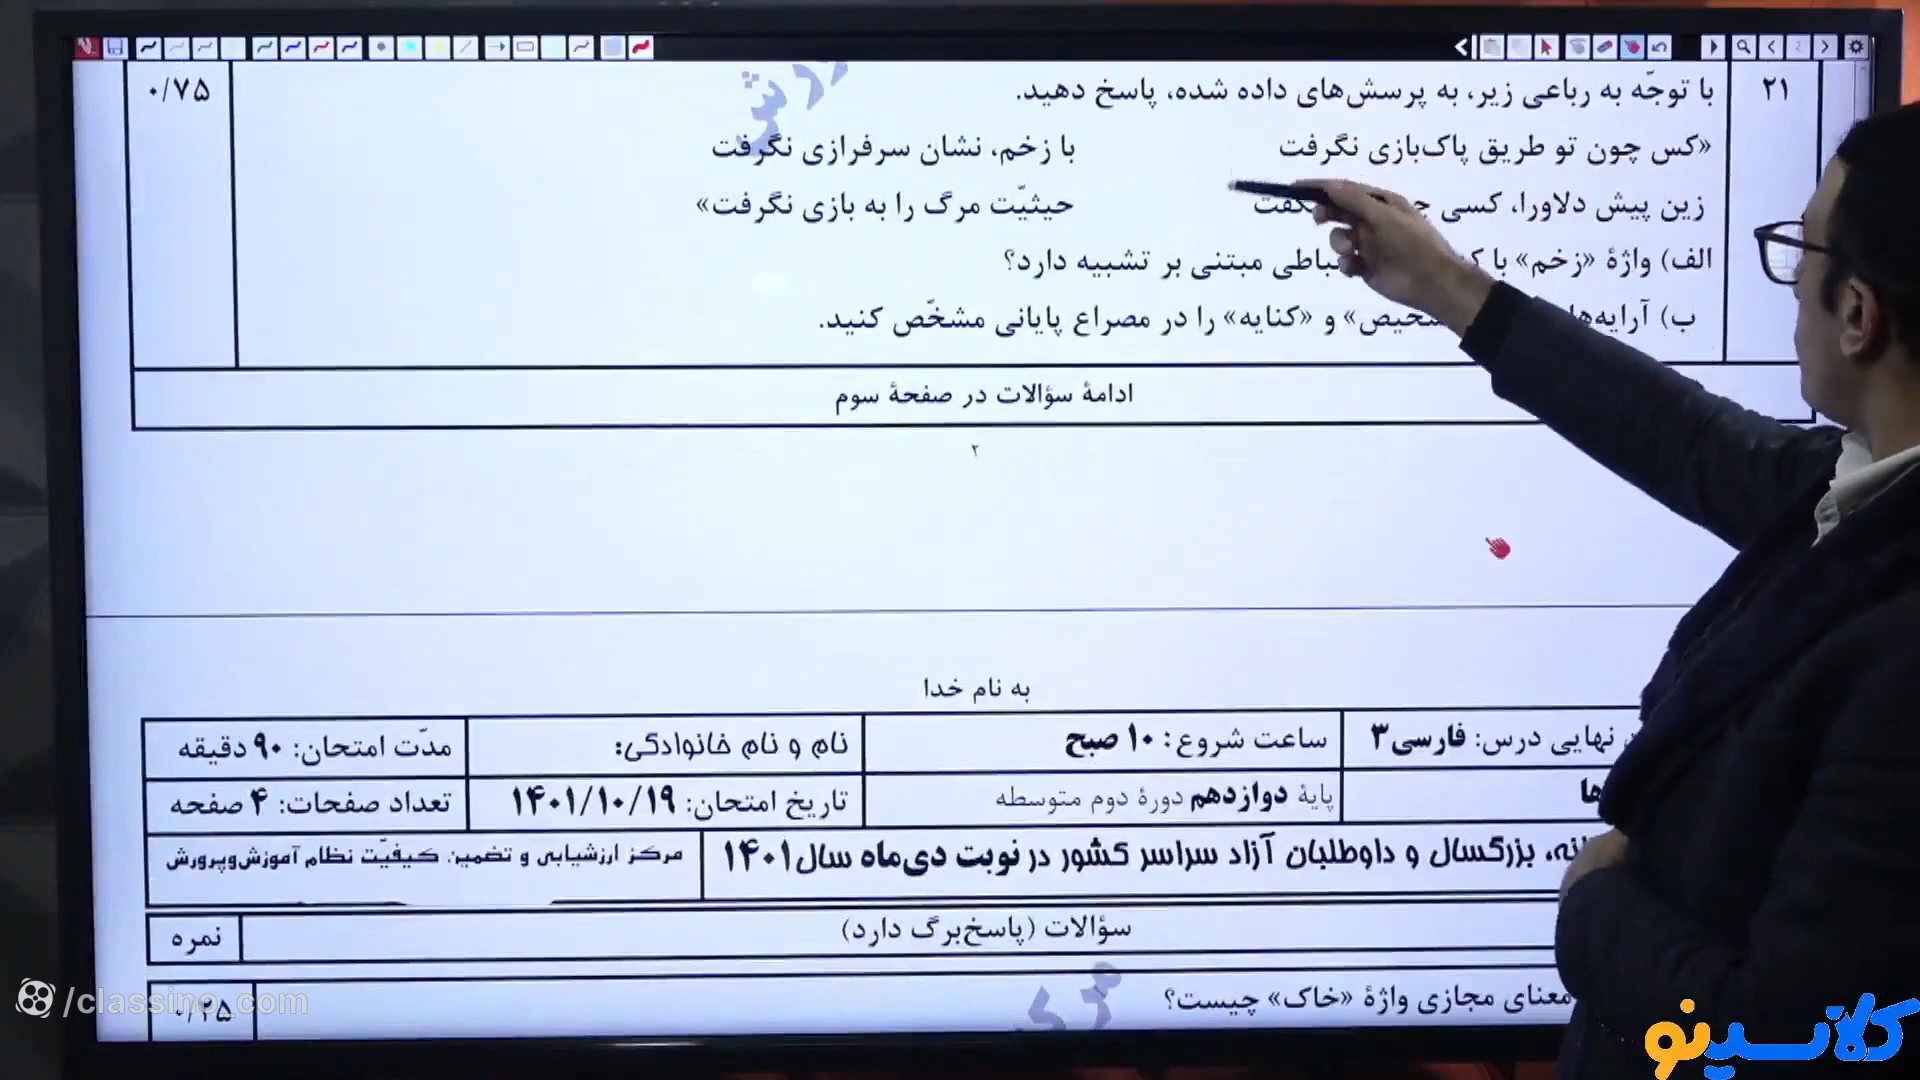 ۲۱ با توجّه به رباعی زیر، به پرسش‌های داده شده، پاسخ دهید. ۰/۷۵
«کس چون تو طریق پاک‌بازی نگرفت با زخم، نشان سرفرازی نگرفت
زین پیش دلاورا، کسی حیثیّت مرگ را به بازی نگرفت»
الف) واژهٔ «زخم» با مبتنی بر تشبیه دارد؟
ب) و «کنایه» را در مصراع پایانی مشخّص کنید.
ادامهٔ سؤالات در صفحهٔ سوم
۲
به نام خدا
نهایی درس: فارسی۳ ساعت شروع: ۱۰ صبح نام و نام خانوادگی: مدّت امتحان: ۹۰ دقیقه
پایهٔ دوازدهم دورهٔ دوم متوسطه تاریخ امتحان: ۱۴۰۱/۱۰/۱۹ تعداد صفحات: ۴ صفحه
بزرگسال و داوطلبان آزاد سراسر کشور در نوبت دی‌ماه سال۱۴۰۱ مرکز ارزشیابی و تضمین کیفیّت نظام آموزش‌وپرورش
سؤالات (پاسخ‌برگ دارد) نمره
معنای مجازی واژهٔ «خاک» چیست؟ ۰/۲۵
/classino.com
کلاسینو